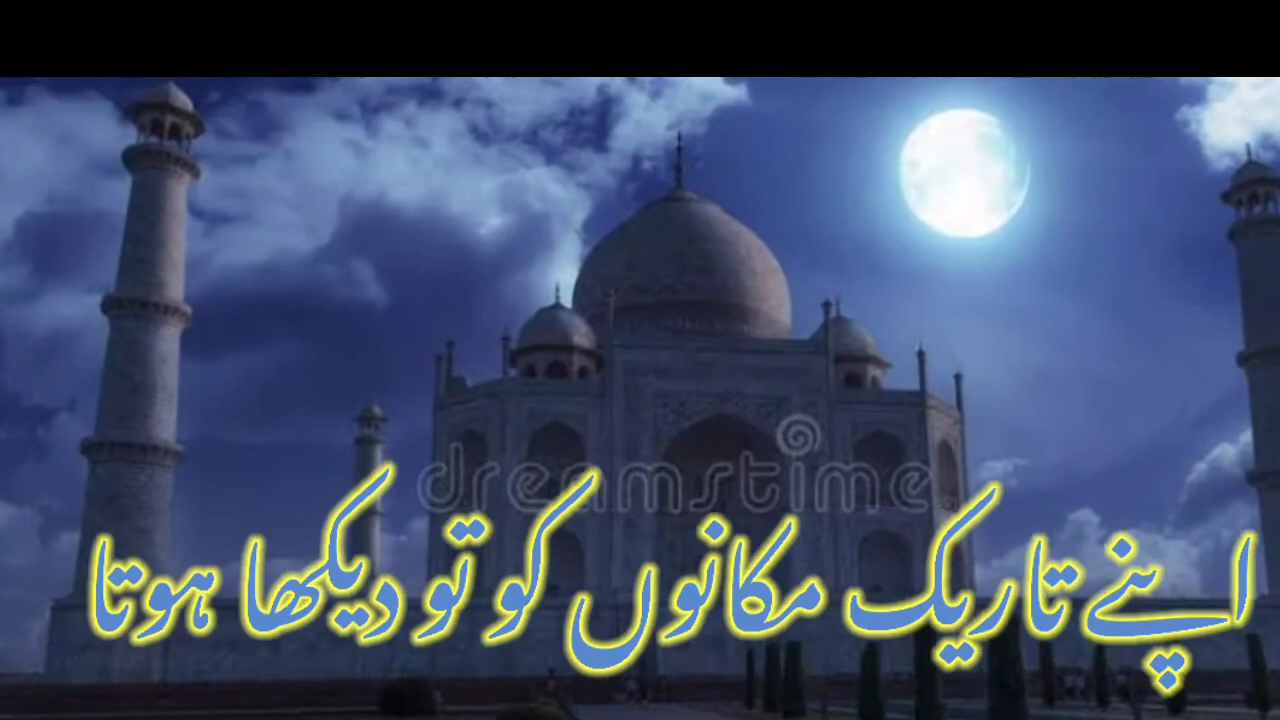 dreamstime
اپنے تاریک مکانوں کو تو دیکھا ہوتا